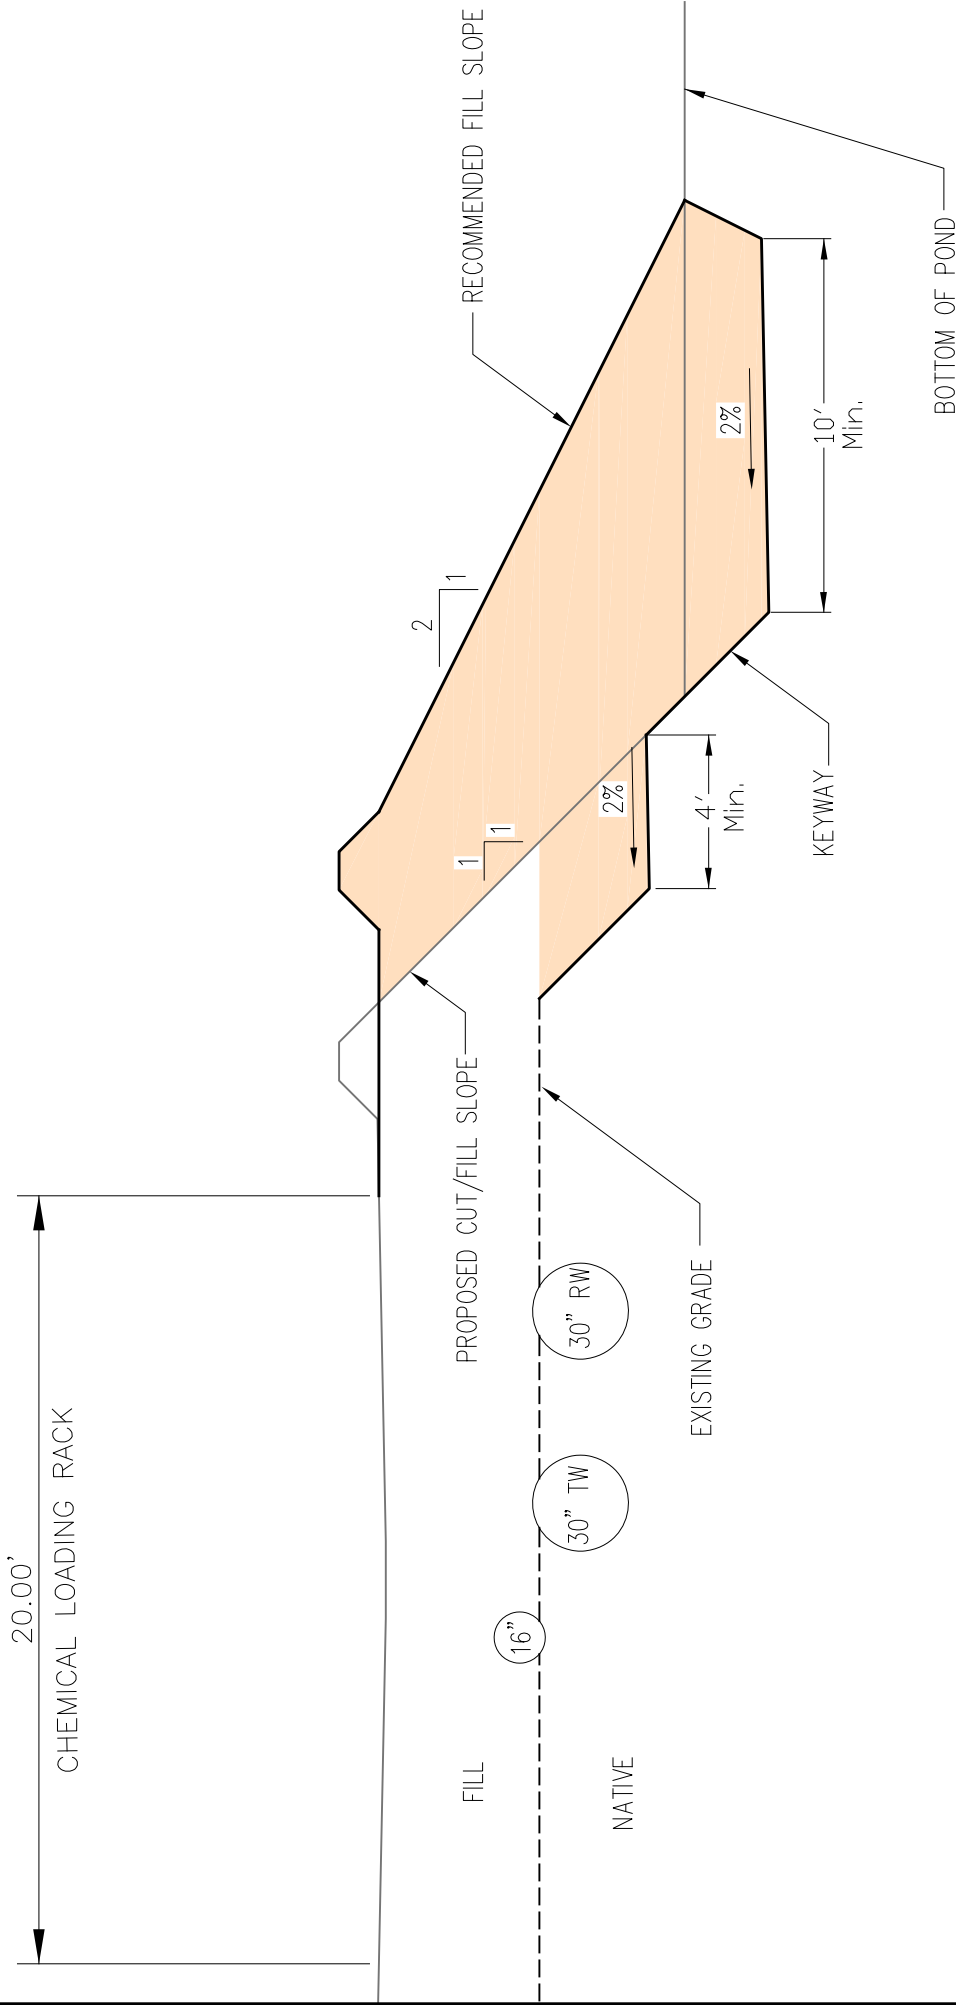 20.00'
CHEMICAL LOADING RACK
RECOMMENDED FILL SLOPE
2
1
1
1
PROPOSED CUT/FILL SLOPE
FILL
16"
30" TW
30" RW
NATIVE
EXISTING GRADE
2%
4'
Min.
2%
10'
Min.
KEYWAY
BOTTOM OF POND